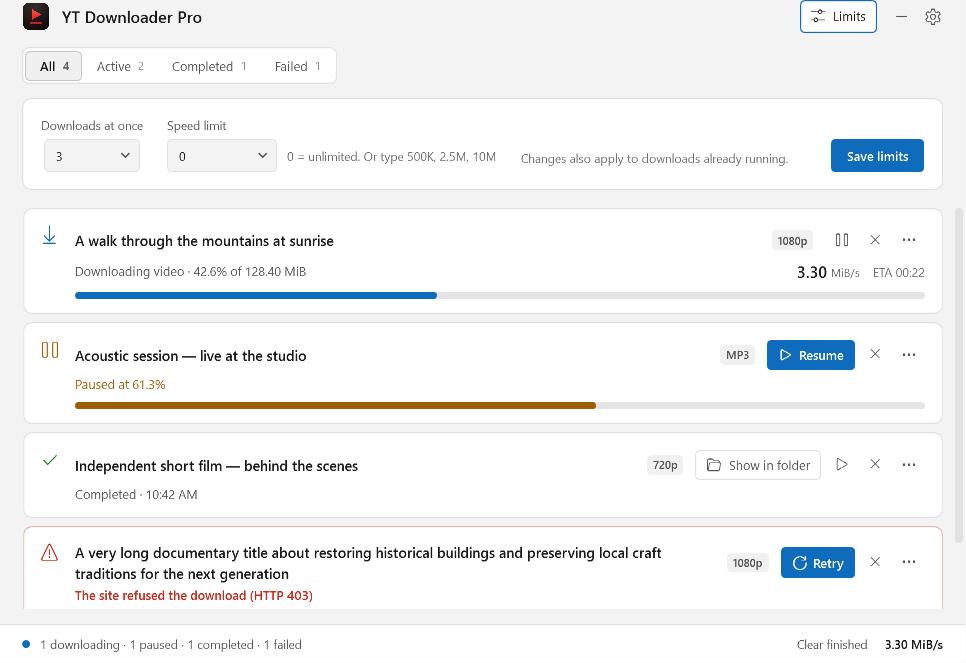 YT Downloader Pro
Limits
All 4 Active 2 Completed 1 Failed 1
Downloads at once Speed limit
3 0 0 = unlimited. Or type 500K, 2.5M, 10M Changes also apply to downloads already running. Save limits
A walk through the mountains at sunrise 1080p
Downloading video · 42.6% of 128.40 MiB 3.30 MiB/s ETA 00:22
Acoustic session — live at the studio MP3 Resume
Paused at 61.3%
Independent short film — behind the scenes 720p Show in folder
Completed · 10:42 AM
A very long documentary title about restoring historical buildings and preserving local craft
traditions for the next generation
1080p Retry
The site refused the download (HTTP 403)
1 downloading · 1 paused · 1 completed · 1 failed Clear finished 3.30 MiB/s